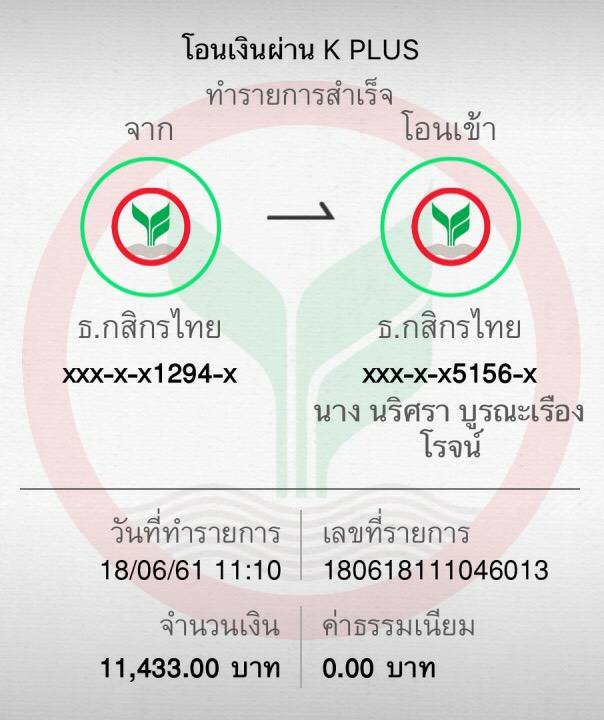 โอนเงินผ่าน K PLUS
ทำรายการสำเร็จ
จาก
โอนเข้า
ธ.กสิกรไทย
ธ.กสิกรไทย
xxx-x-x1294-x
xxx-x-x5156-x
นาง นริศรา บูรณะเรือง
โรจน์
วันที่ทำรายการ
เลขที่รายการ
18/06/61 11:10
180618111046013
จำนวนเงิน
ค่าธรรมเนียม
11,433.00 บาท
0.00 บาท